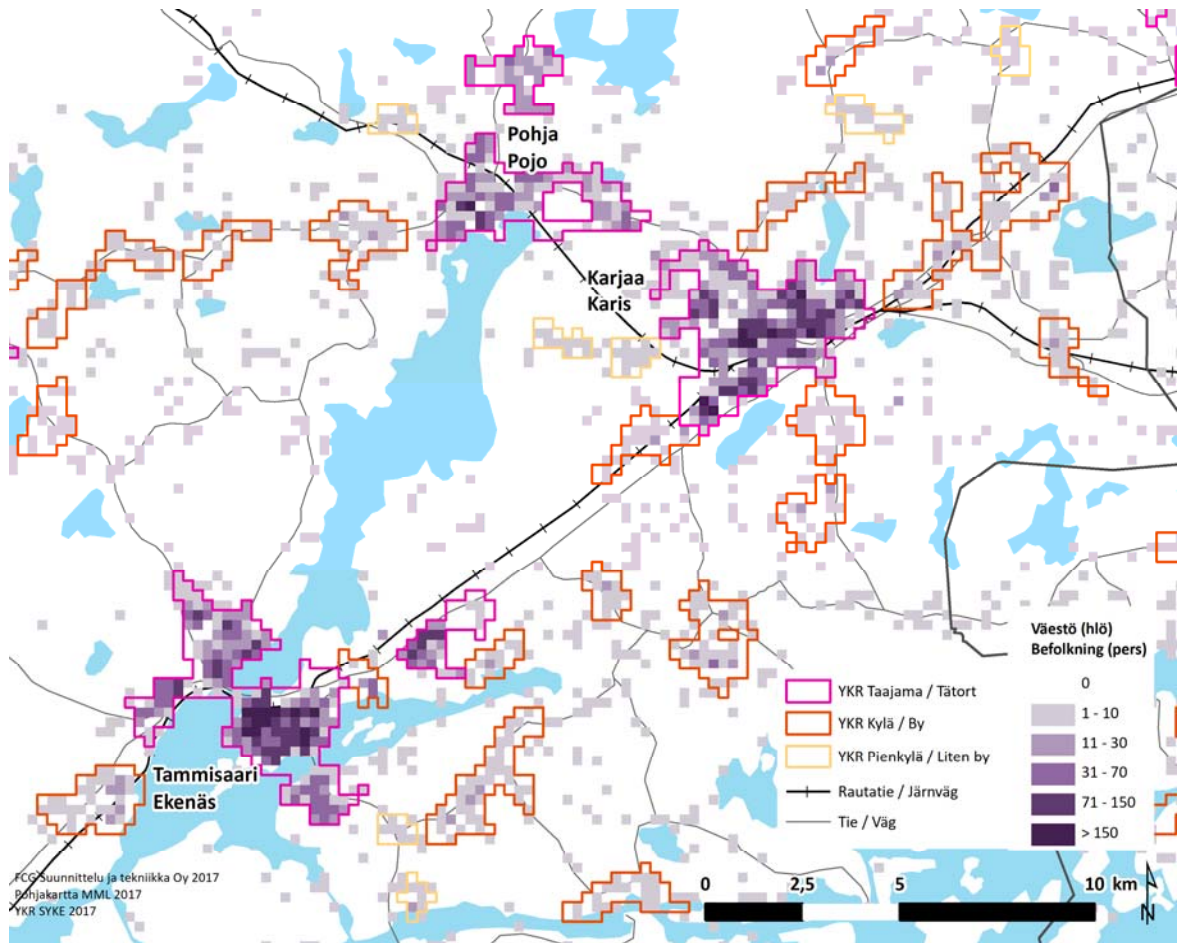 Pohja
Pojo
Karjaa
Karis
Tammisaari
Ekenäs
Väestö (hlö)
Befolkning (pers)
0
1 - 10
11 - 30
31 - 70
71 - 150
> 150
YKR Taajama / Tätort
YKR Kylä / By
YKR Pienkylä / Liten by
Rautatie / Järnväg
Tie / Väg
FCG Suunnittelu ja tekniikka Oy 2017
Pohjakartta MML 2017
YKR SYKE 2017
0 2,5 5 10 km
N